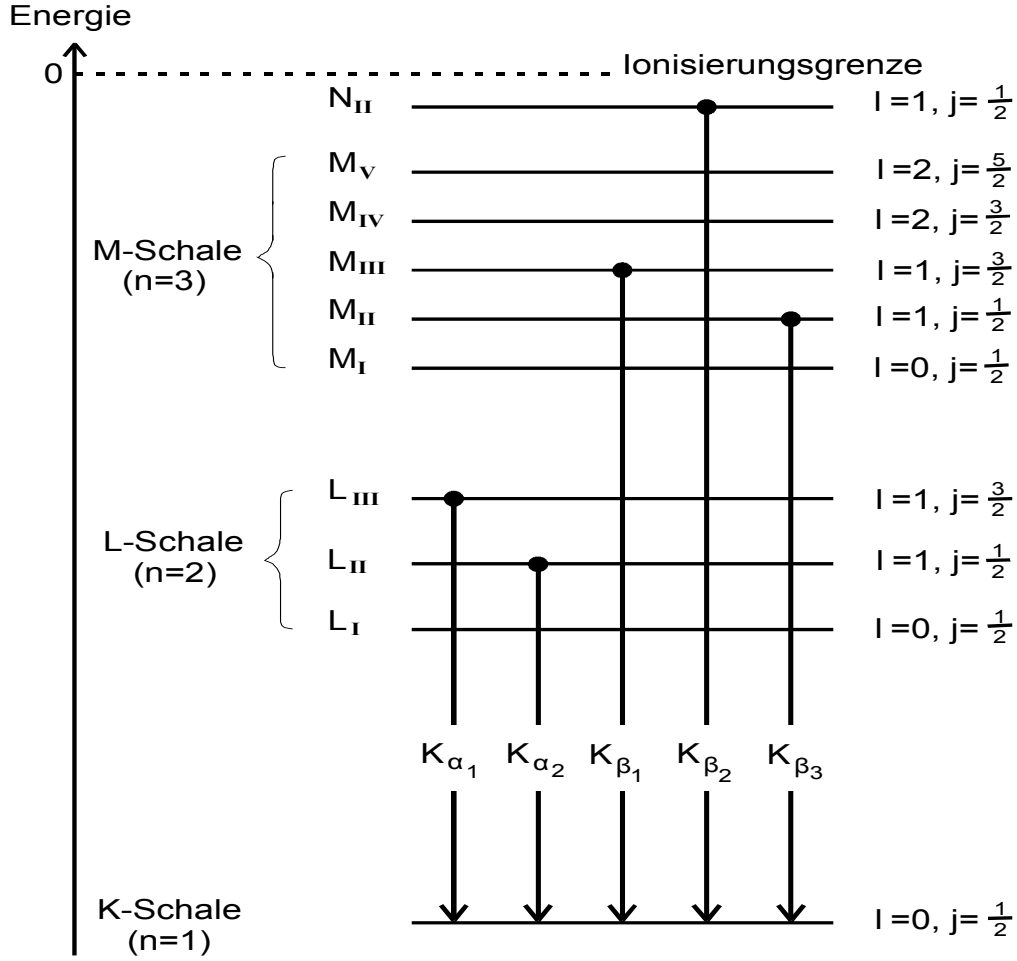 Energie
0 Ionisierungsgrenze
N_II l=1, j=1/2
M_V l=2, j=5/2
M_IV l=2, j=3/2
M-Schale
(n=3)
M_III l=1, j=3/2
M_II l=1, j=1/2
M_I l=0, j=1/2
L_III l=1, j=3/2
L-Schale
(n=2)
L_II l=1, j=1/2
L_I l=0, j=1/2
K_α₁ K_α₂ K_β₁ K_β₂ K_β₃
K-Schale
(n=1)
l=0, j=1/2